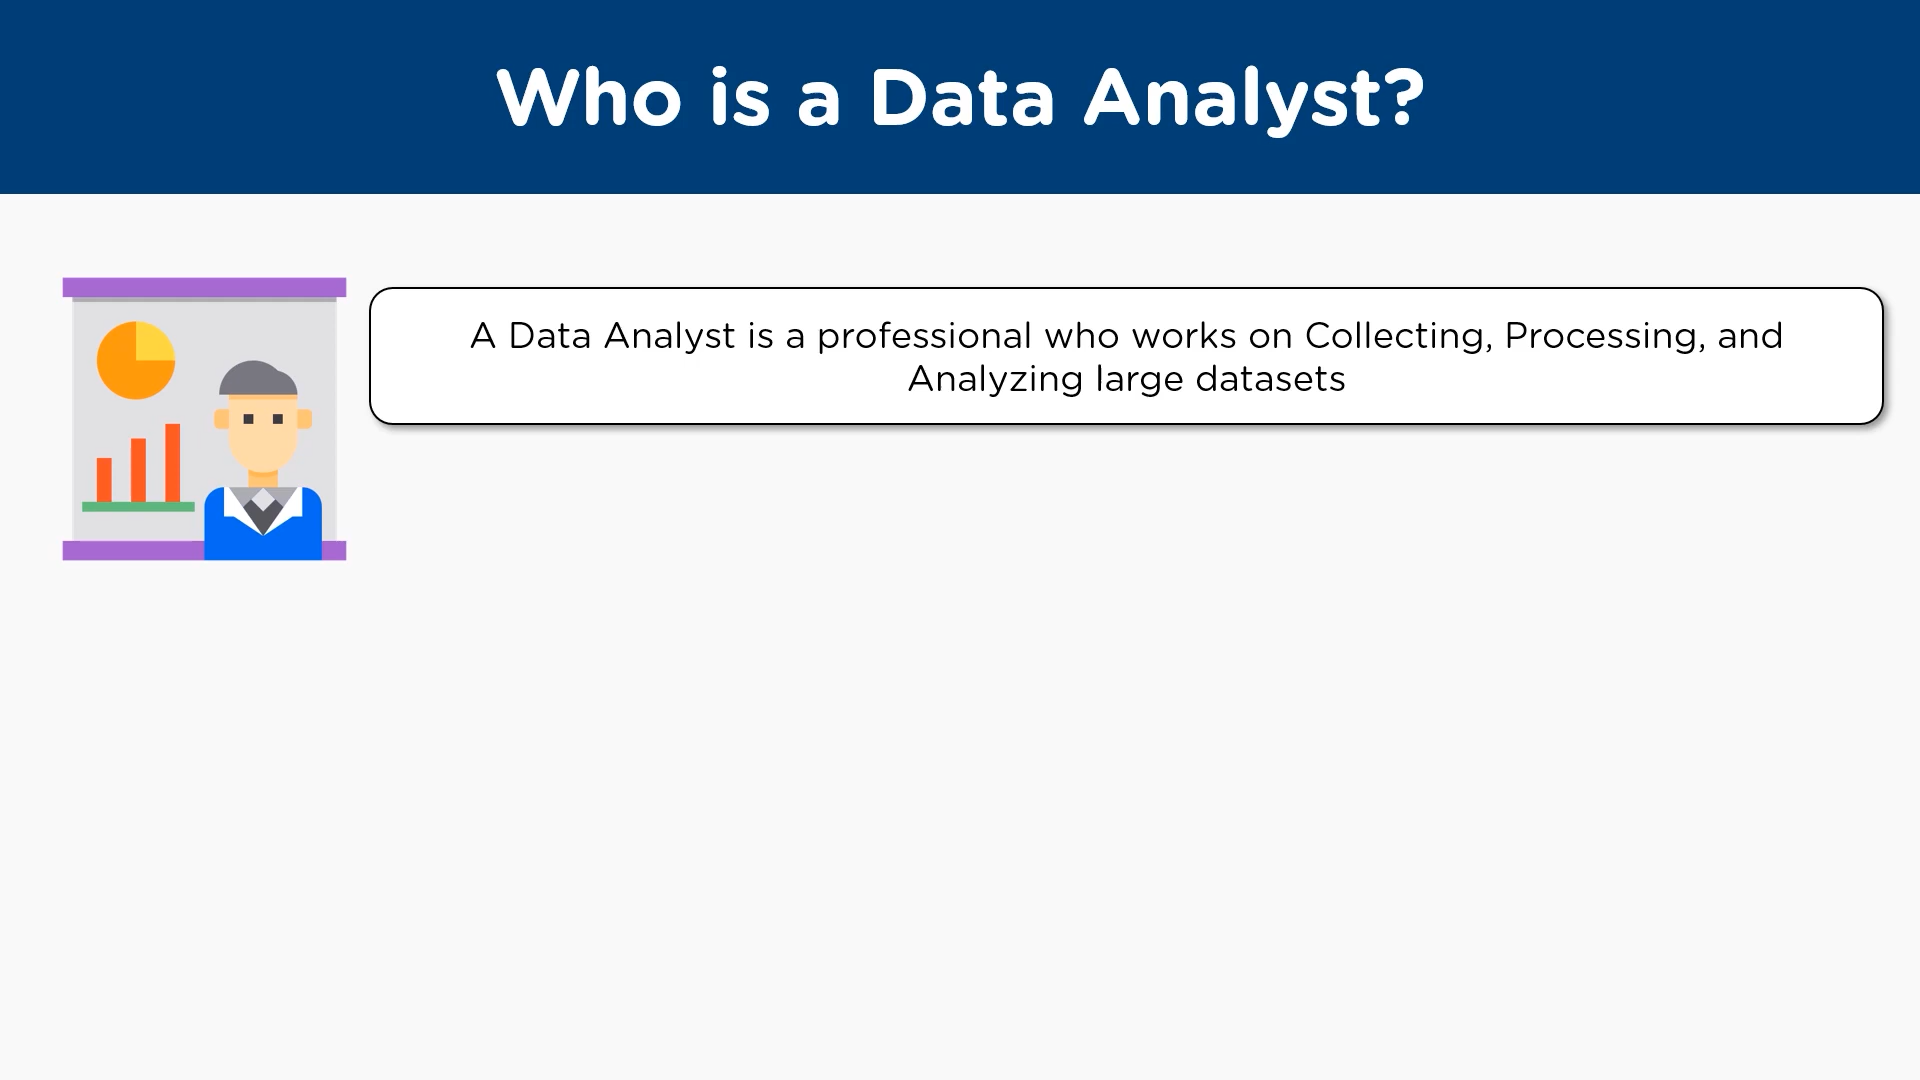 Who is a Data Analyst?
A Data Analyst is a professional who works on Collecting, Processing, and
Analyzing large datasets